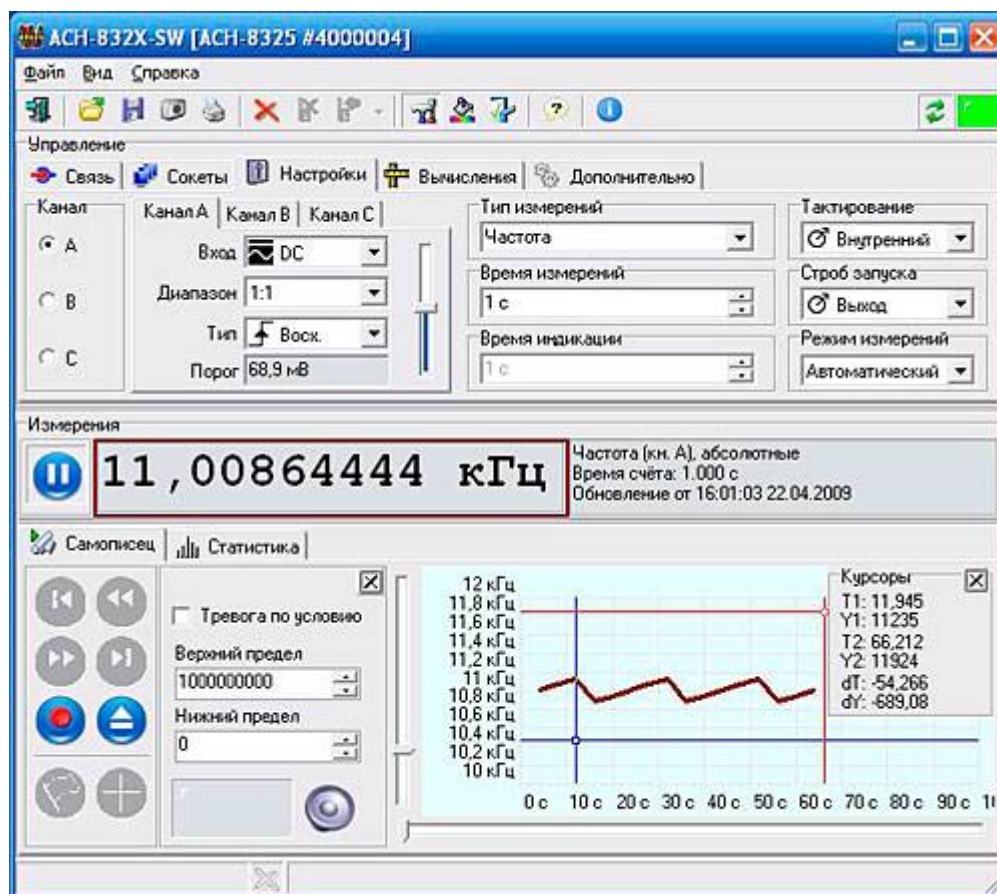 ACH-832X-SW [ACH-8325 #4000004]
Файл Вид Справка
Управление
Связь Сокеты Настройки Вычисления Дополнительно
Канал
A
B
C
Канал A Канал B Канал C
Вход DC
Диапазон 1:1
Тип Восх.
Порог 68,9 мВ
Тип измерений
Частота
Время измерений
1 с
Время индикации
1 с
Тактирование
Внутренний
Строб запуска
Выход
Режим измерений
Автоматический
Измерения
11,00864444 кГц
Частота (кн. A), абсолютные
Время счёта: 1.000 с
Обновление от 16:01:03 22.04.2009
Самописец Статистика
Тревога по условию
Верхний предел
1000000000
Нижний предел
0
12 кГц
11,8 кГц
11,6 кГц
11,4 кГц
11,2 кГц
11 кГц
10,8 кГц
10,6 кГц
10,4 кГц
10,2 кГц
10 кГц
0 с 10 с 20 с 30 с 40 с 50 с 60 с 70 с 80 с 90 с
Курсоры
T1: 11,945
Y1: 11235
T2: 66,212
Y2: 11924
dT: -54,266
dY: -689,08